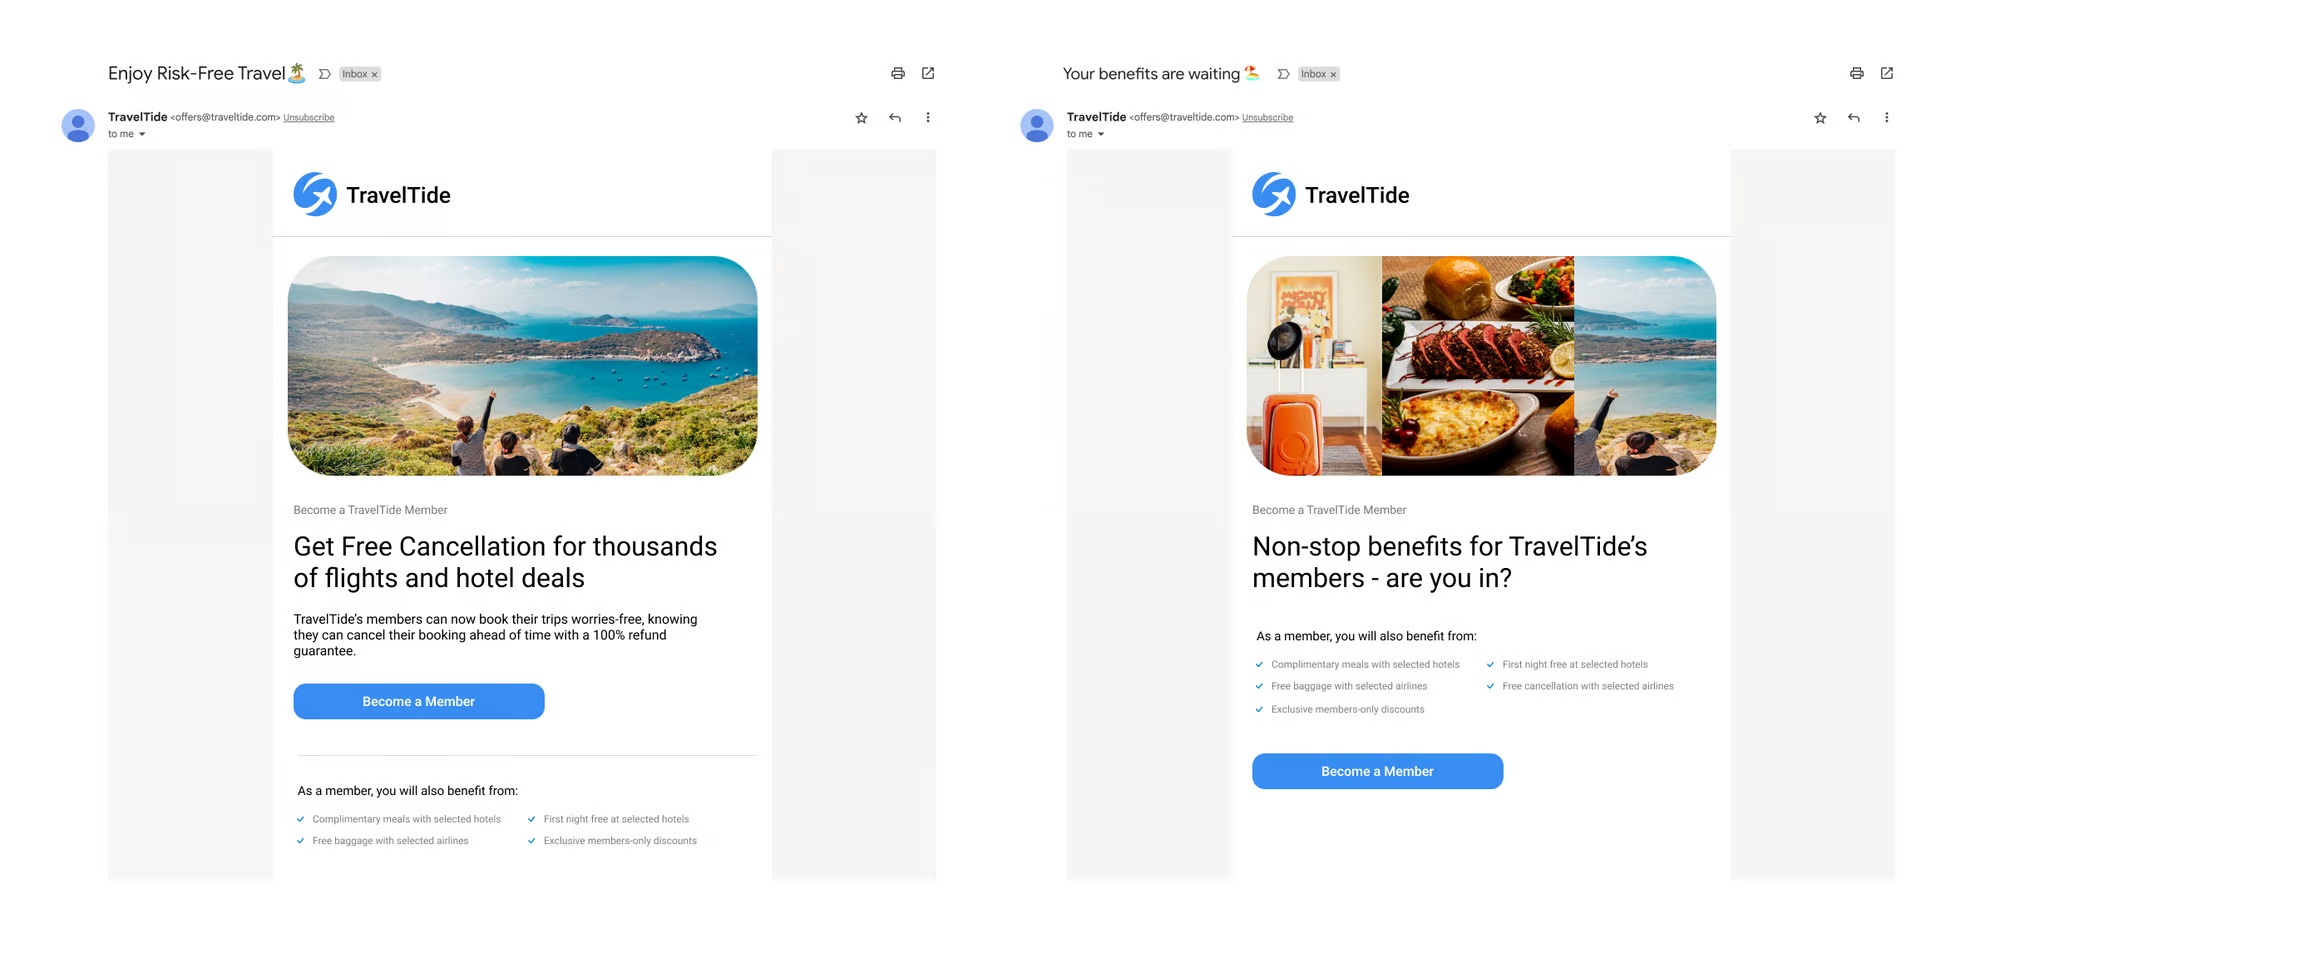 Enjoy Risk-Free Travel🏝️
Inbox ×
TravelTide <offers@traveltide.com> Unsubscribe
to me
TravelTide
Become a TravelTide Member
Get Free Cancellation for thousands
of flights and hotel deals
TravelTide’s members can now book their trips worries-free, knowing
they can cancel their booking ahead of time with a 100% refund
guarantee.
Become a Member
As a member, you will also benefit from:
Complimentary meals with selected hotels
First night free at selected hotels
Free baggage with selected airlines
Exclusive members-only discounts
Your benefits are waiting 🏖️
Inbox ×
TravelTide <offers@traveltide.com> Unsubscribe
to me
TravelTide
Become a TravelTide Member
Non-stop benefits for TravelTide’s
members - are you in?
As a member, you will also benefit from:
Complimentary meals with selected hotels
First night free at selected hotels
Free baggage with selected airlines
Free cancellation with selected airlines
Exclusive members-only discounts
Become a Member